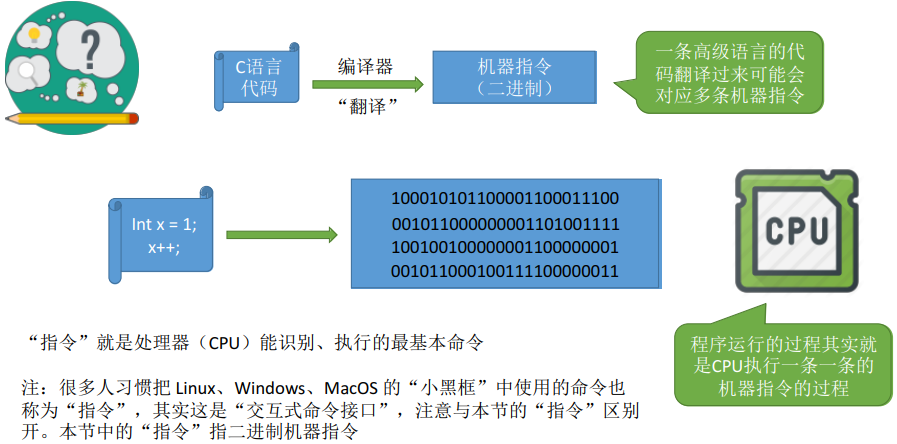 ?
C语言
代码
编译器
“翻译”
机器指令
（二进制）
一条高级语言的代
码翻译过来可能会
对应多条机器指令
Int x = 1;
x++;
100010101100001100011100
001011000000001101001111
100100100000001100000001
001011000100111100000011
CPU
程序运行的过程其实就
是CPU执行一条一条的
机器指令的过程
“指令”就是处理器（CPU）能识别、执行的最基本命令
注：很多人习惯把 Linux、Windows、MacOS 的“小黑框”中使用的命令也
称为“指令”，其实这是“交互式命令接口”，注意与本节的“指令”区别
开。本节中的“指令”指二进制机器指令